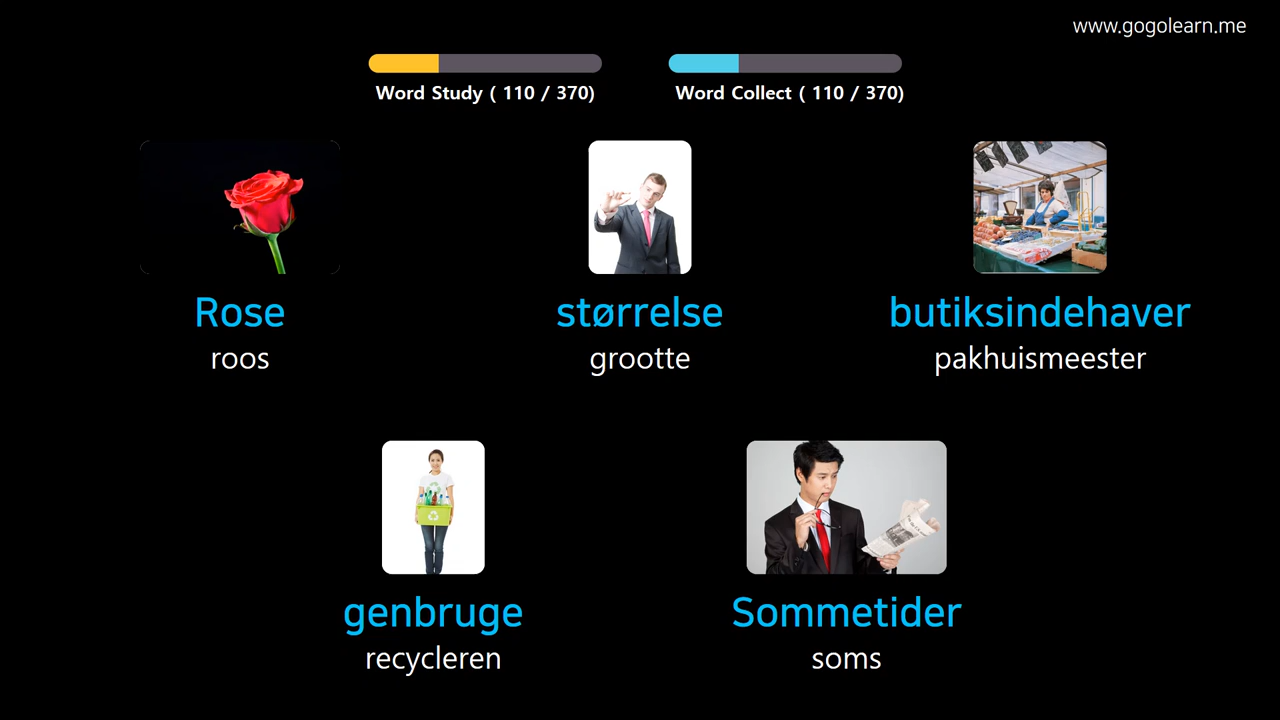 www.gogolearn.me
Word Study ( 110 / 370)
Word Collect ( 110 / 370)
Rose
roos
størrelse
grootte
butiksindehaver
pakhuismeester
genbruge
recycleren
Sommetider
soms